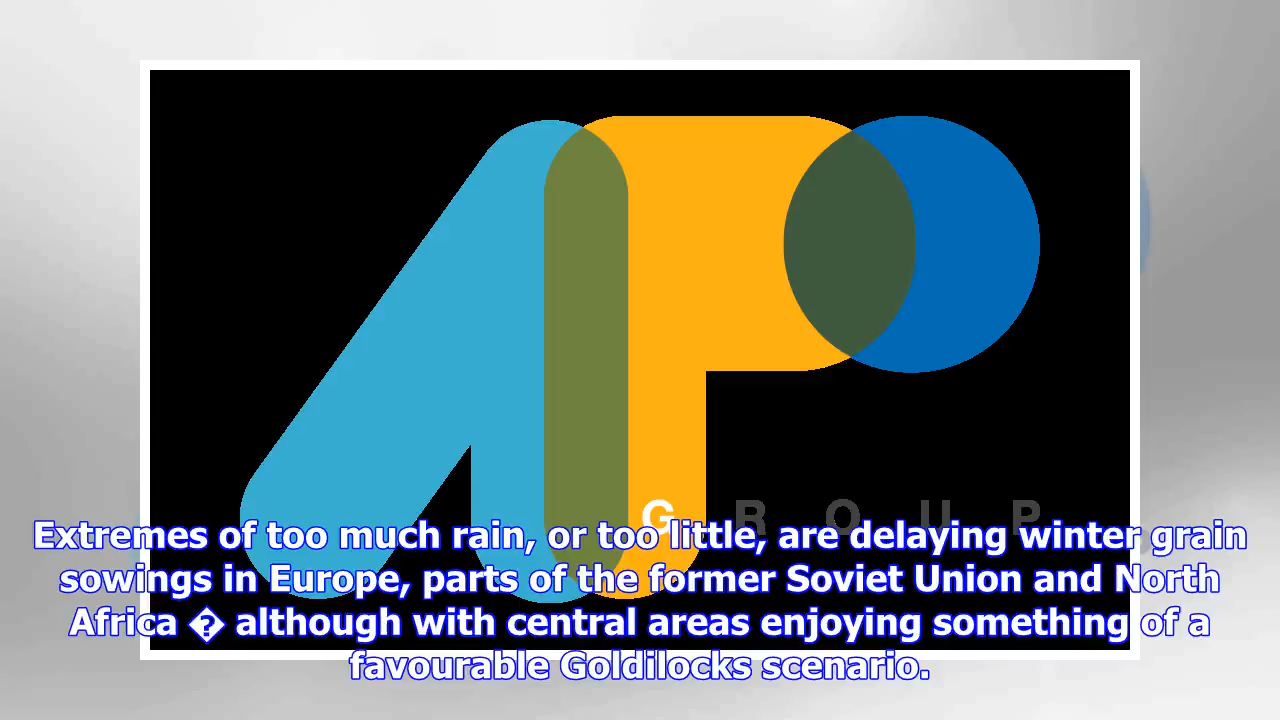 GROUP
Extremes of too much rain, or too little, are delaying winter grain
sowings in Europe, parts of the former Soviet Union and North
Africa � although with central areas enjoying something of a
favourable Goldilocks scenario.